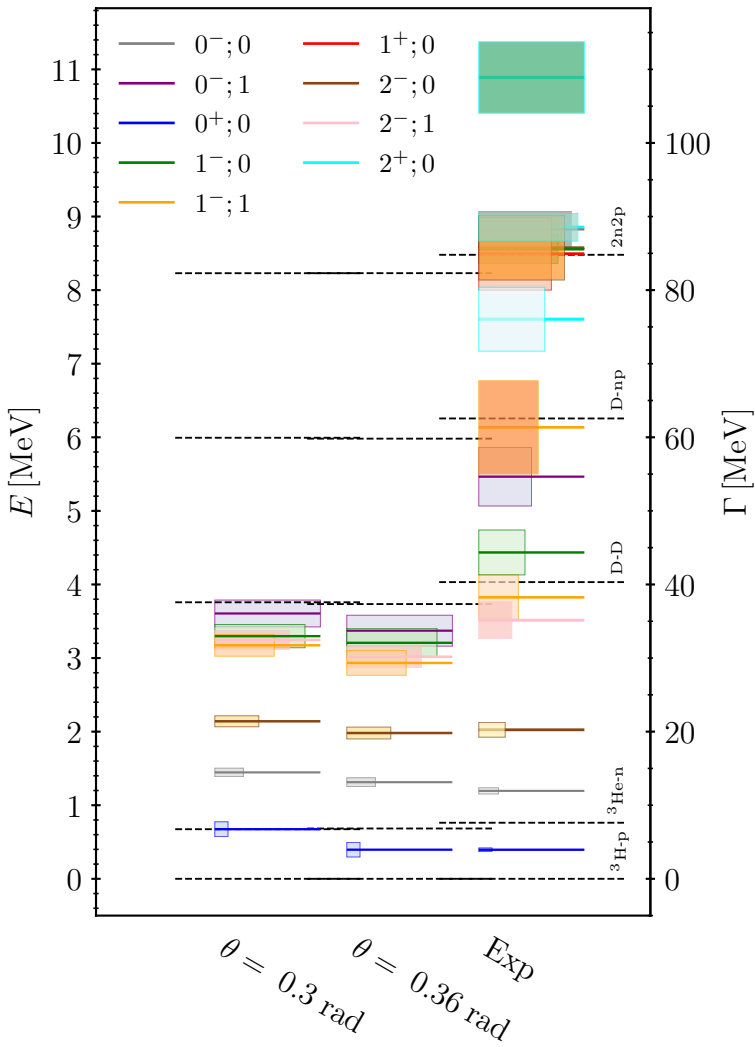 0⁻;0
0⁻;1
0⁺;0
1⁻;0
1⁻;1
1⁺;0
2⁻;0
2⁻;1
2⁺;0
11
10
9
8
7
6
5
4
3
2
1
0
E [MeV]
100
80
60
40
20
0
Γ [MeV]
2n2p
D-np
D-D
³He-n
³H-p
θ = 0.3 rad
θ = 0.36 rad
Exp